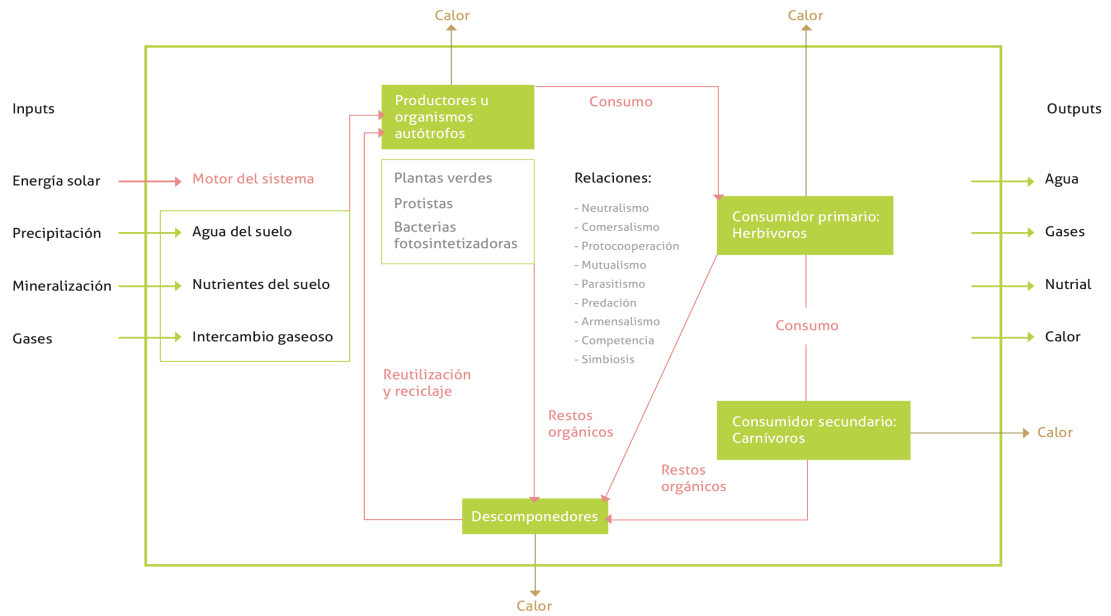 Calor
Calor
Inputs
Productores u
organismos
autótrofos
Consumo
Outputs
Energía solar
Motor del sistema
Plantas verdes
Protistas
Bacterias
fotosintetizadoras
Relaciones:
- Neutralismo
- Comersalismo
- Protocooperación
- Mutualismo
- Parasitismo
- Predación
- Armensalismo
- Competencia
- Simbiosis
Agua
Precipitación
Agua del suelo
Consumidor primario:
Herbívoros
Gases
Mineralización
Nutrientes del suelo
Nutrial
Gases
Intercambio gaseoso
Consumo
Calor
Reutilización
y reciclaje
Restos
orgánicos
Consumidor secundario:
Carnívoros
Calor
Restos
orgánicos
Descomponedores
Calor